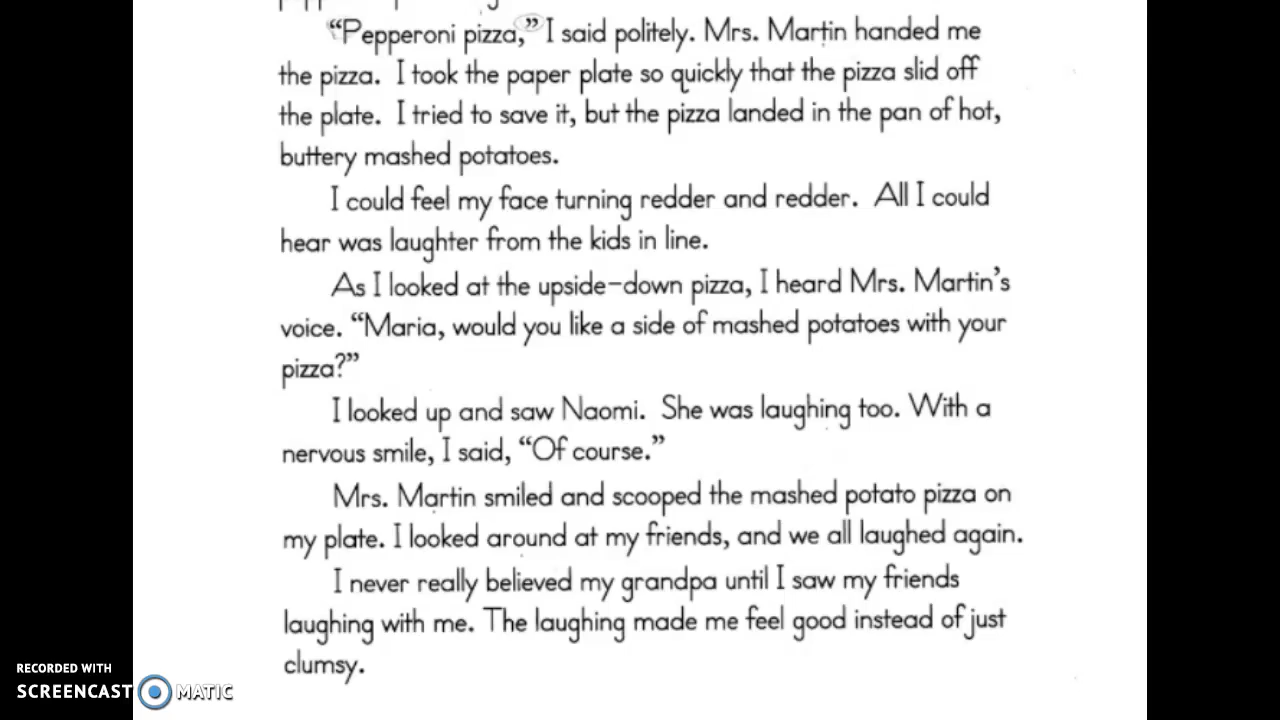 “Pepperoni pizza,” I said politely. Mrs. Martin handed me
the pizza. I took the paper plate so quickly that the pizza slid off
the plate. I tried to save it, but the pizza landed in the pan of hot,
buttery mashed potatoes.
I could feel my face turning redder and redder. All I could
hear was laughter from the kids in line.
As I looked at the upside-down pizza, I heard Mrs. Martin’s
voice. “Maria, would you like a side of mashed potatoes with your
pizza?”
I looked up and saw Naomi. She was laughing too. With a
nervous smile, I said, “Of course.”
Mrs. Martin smiled and scooped the mashed potato pizza on
my plate. I looked around at my friends, and we all laughed again.
I never really believed my grandpa until I saw my friends
laughing with me. The laughing made me feel good instead of just
clumsy.
RECORDED WITH
SCREENCAST MATIC